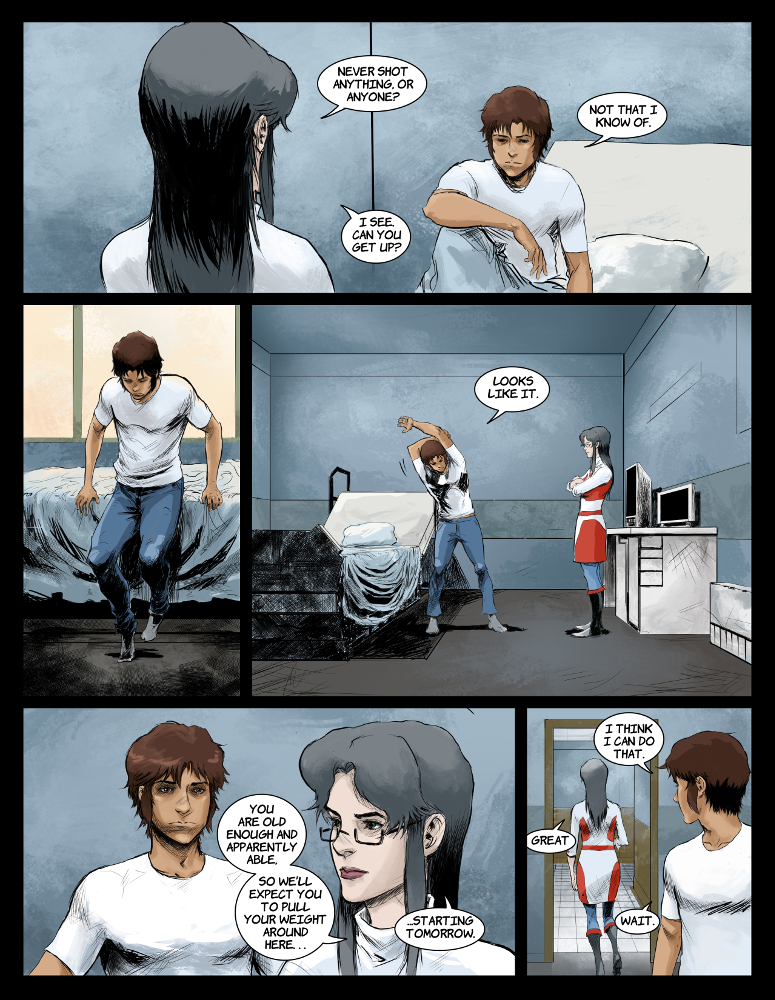 NEVER SHOT
ANYTHING, OR
ANYONE?
NOT THAT I
KNOW OF.
I SEE,
CAN YOU
GET UP?
LOOKS
LIKE IT.
YOU
ARE OLD
ENOUGH AND
APPARENTLY
ABLE,
SO WE'LL
EXPECT YOU
TO PULL
YOUR WEIGHT
AROUND
HERE...
...STARTING
TOMORROW.
I THINK
I CAN DO
THAT.
GREAT
WAIT.